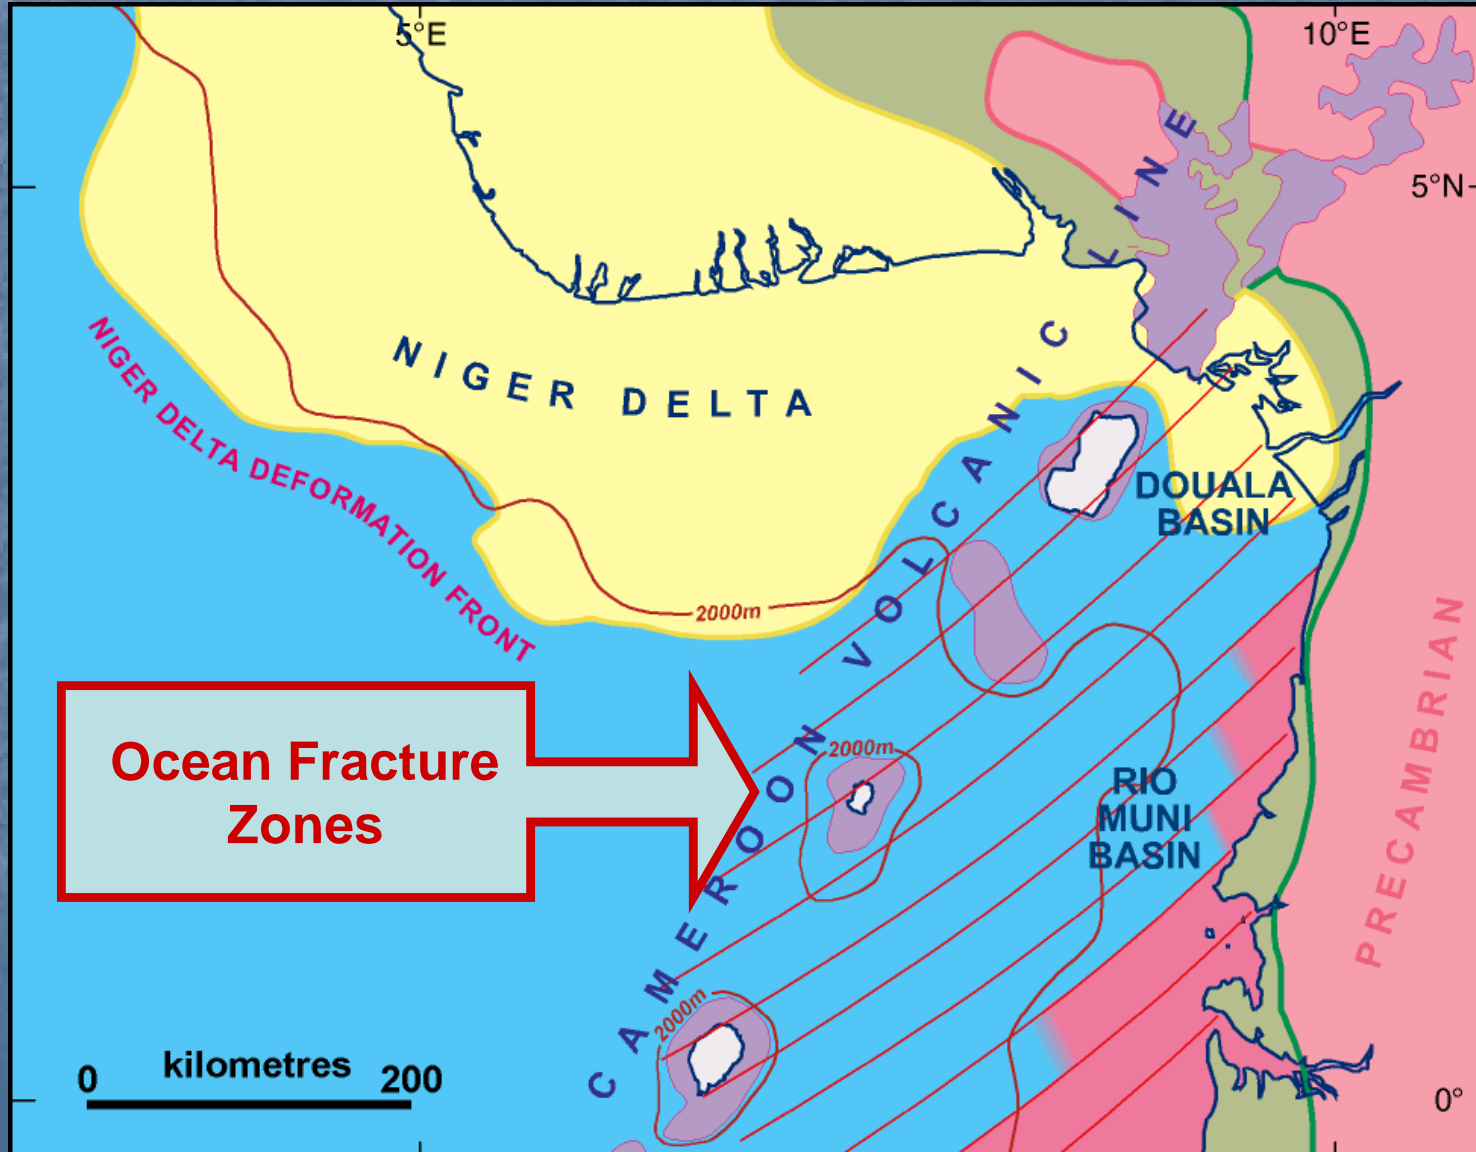 5°E
10°E
5°N
NIGER DELTA
NIGER DELTA DEFORMATION FRONT
CAMEROON VOLCANIC LINE
DOUALA
BASIN
2000m
Ocean Fracture
Zones
2000m
RIO
MUNI
BASIN
PRECAMBRIAN
2000m
kilometres
0 200
0°